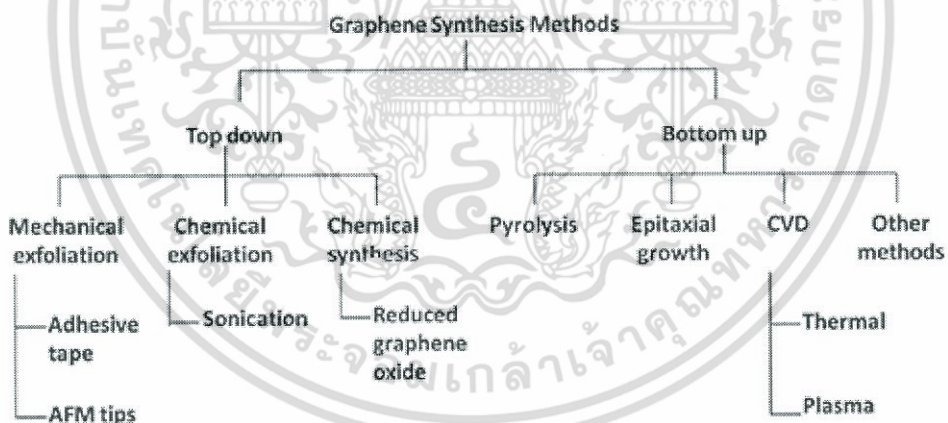 Graphene Synthesis Methods
Top down
Bottom up
Mechanical
exfoliation
Chemical
exfoliation
Chemical
synthesis
Pyrolysis
Epitaxial
growth
CVD
Other
methods
Adhesive
tape
AFM tips
Sonication
Reduced
graphene
oxide
Thermal
Plasma